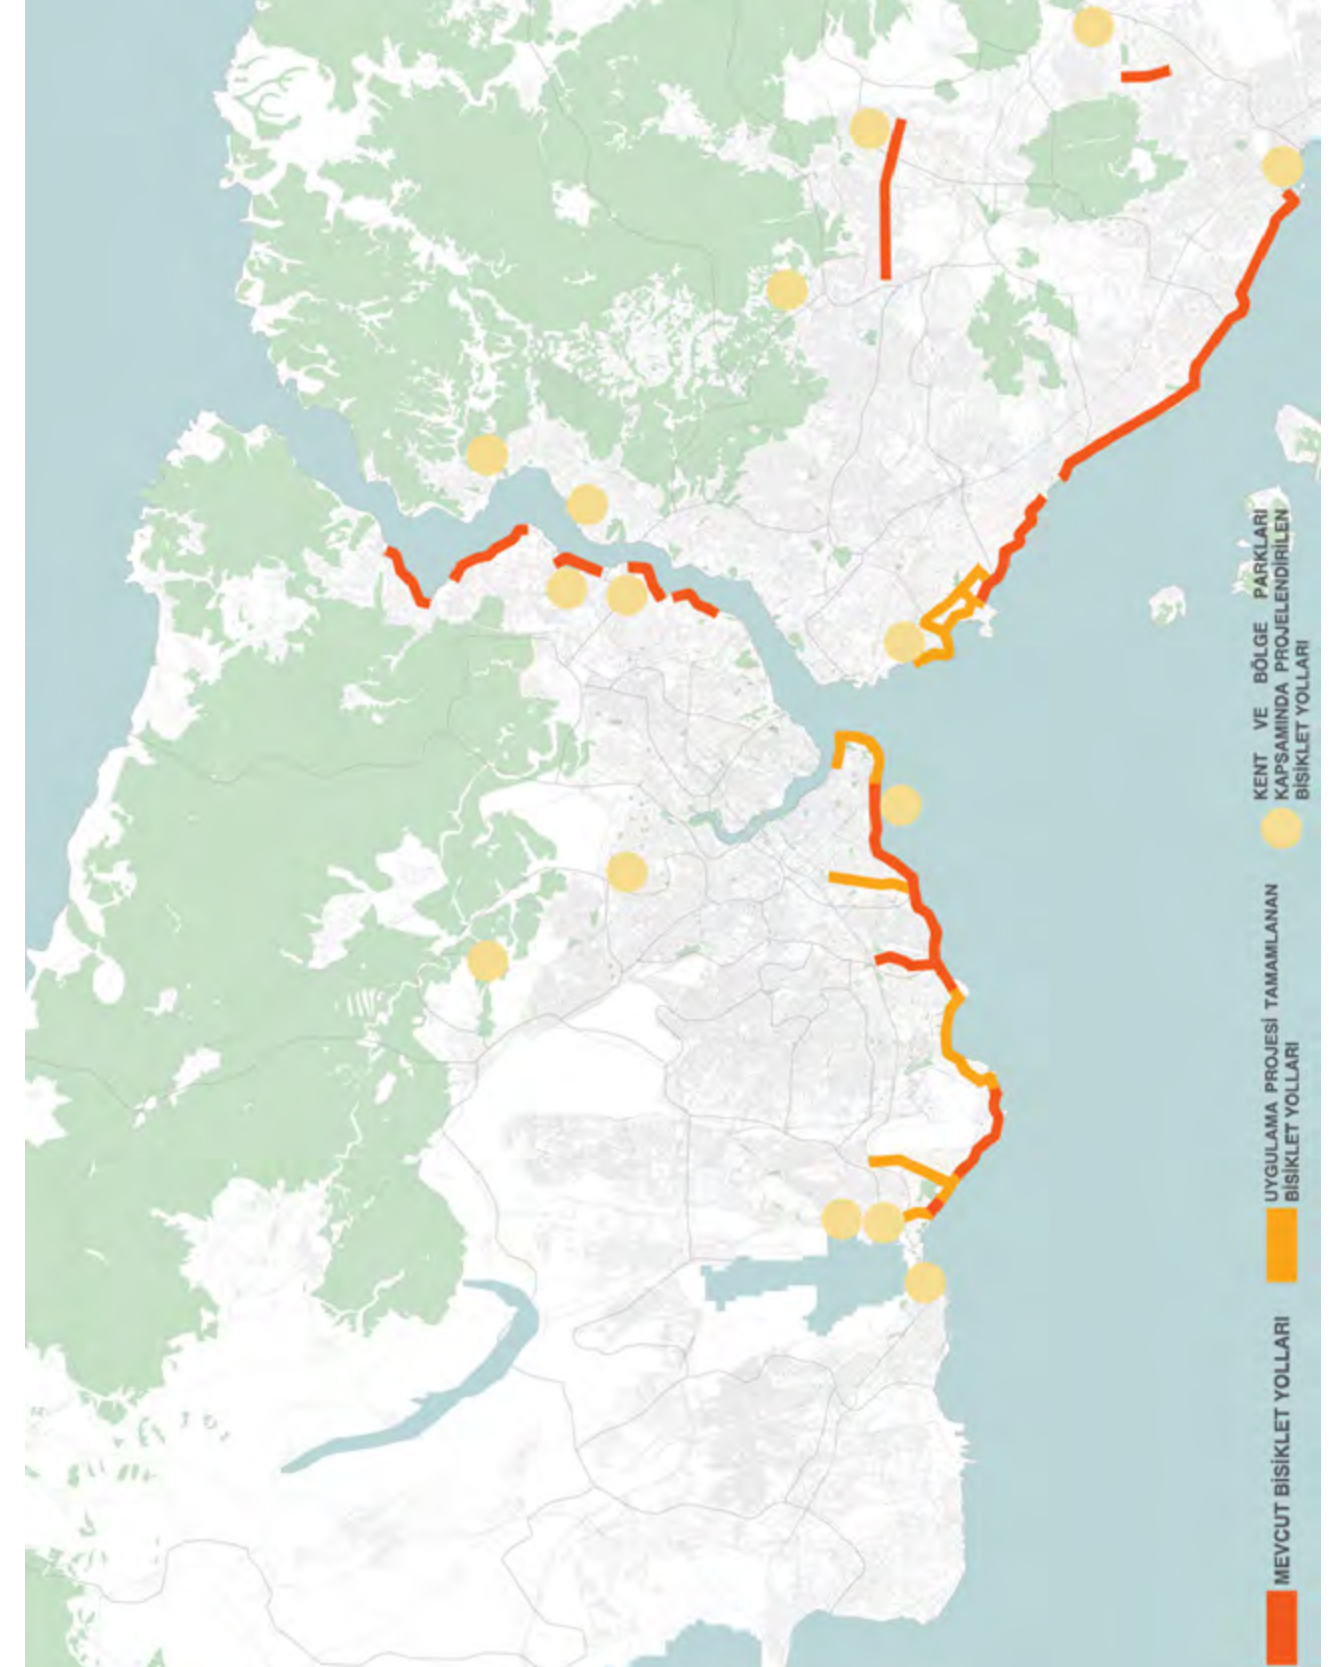 MEVCUT BİSİKLET YOLLARI
UYGULAMA PROJESİ TAMAMLANAN
BİSİKLET YOLLARI
KENT VE BÖLGE PARKLARI
KAPSAMINDA PROJELENDİRİLEN
BİSİKLET YOLLARI